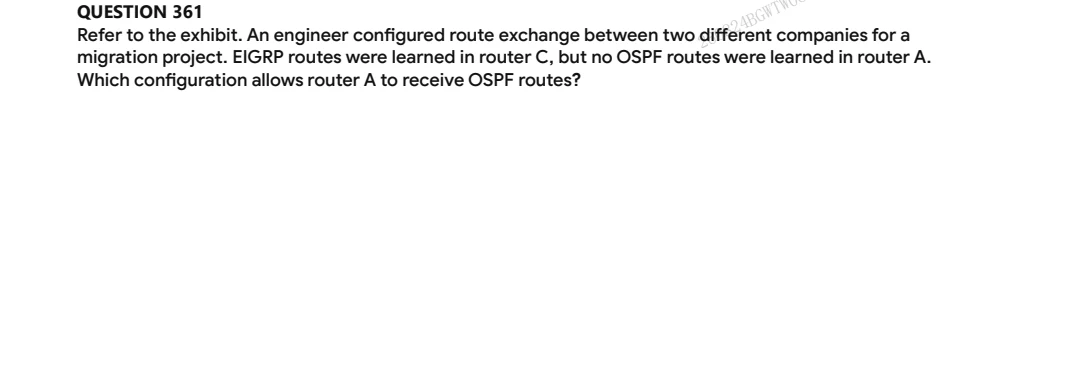 QUESTION 361
Refer to the exhibit. An engineer configured route exchange between two different companies for a
migration project. EIGRP routes were learned in router C, but no OSPF routes were learned in router A.
Which configuration allows router A to receive OSPF routes?